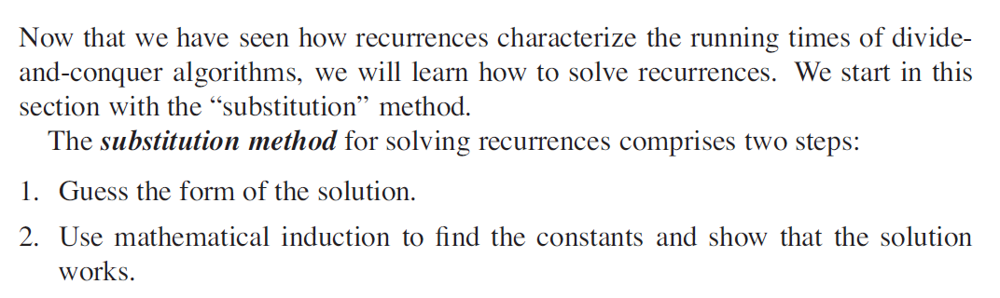 Now that we have seen how recurrences characterize the running times of divide-
and-conquer algorithms, we will learn how to solve recurrences. We start in this
section with the “substitution” method.
The substitution method for solving recurrences comprises two steps:
1. Guess the form of the solution.
2. Use mathematical induction to find the constants and show that the solution
works.